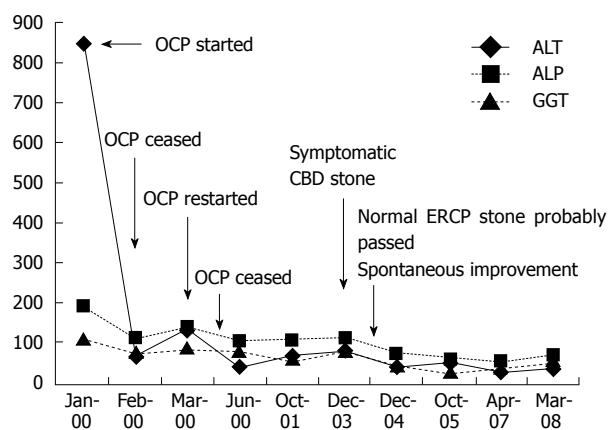 900
800
700
600
500
400
300
200
100
0
OCP started
ALT
ALP
GGT
OCP ceased
Symptomatic
CBD stone
OCP restarted
Normal ERCP stone probably
passed
Spontaneous improvement
OCP ceased
Jan- Feb- Mar- Jun- Oct- Dec- Dec- Oct- Apr- Mar-
00 00 00 00 01 03 04 05 07 08